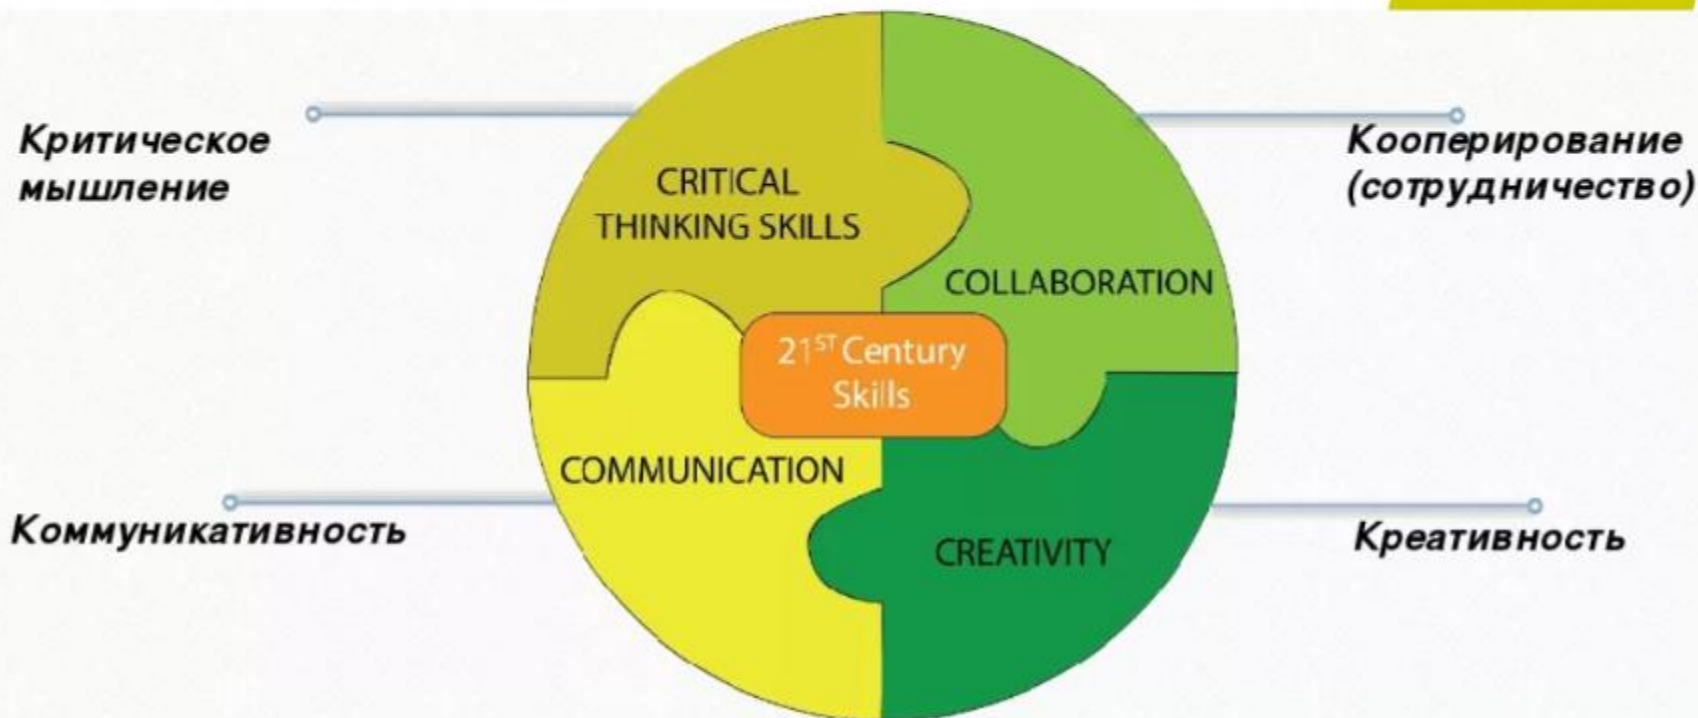 Критическое
мышление
CRITICAL
THINKING SKILLS
Кооперирование
(сотрудничество)
COLLABORATION
21ST Century
Skills
COMMUNICATION
Коммуникативность
CREATIVITY
Креативность